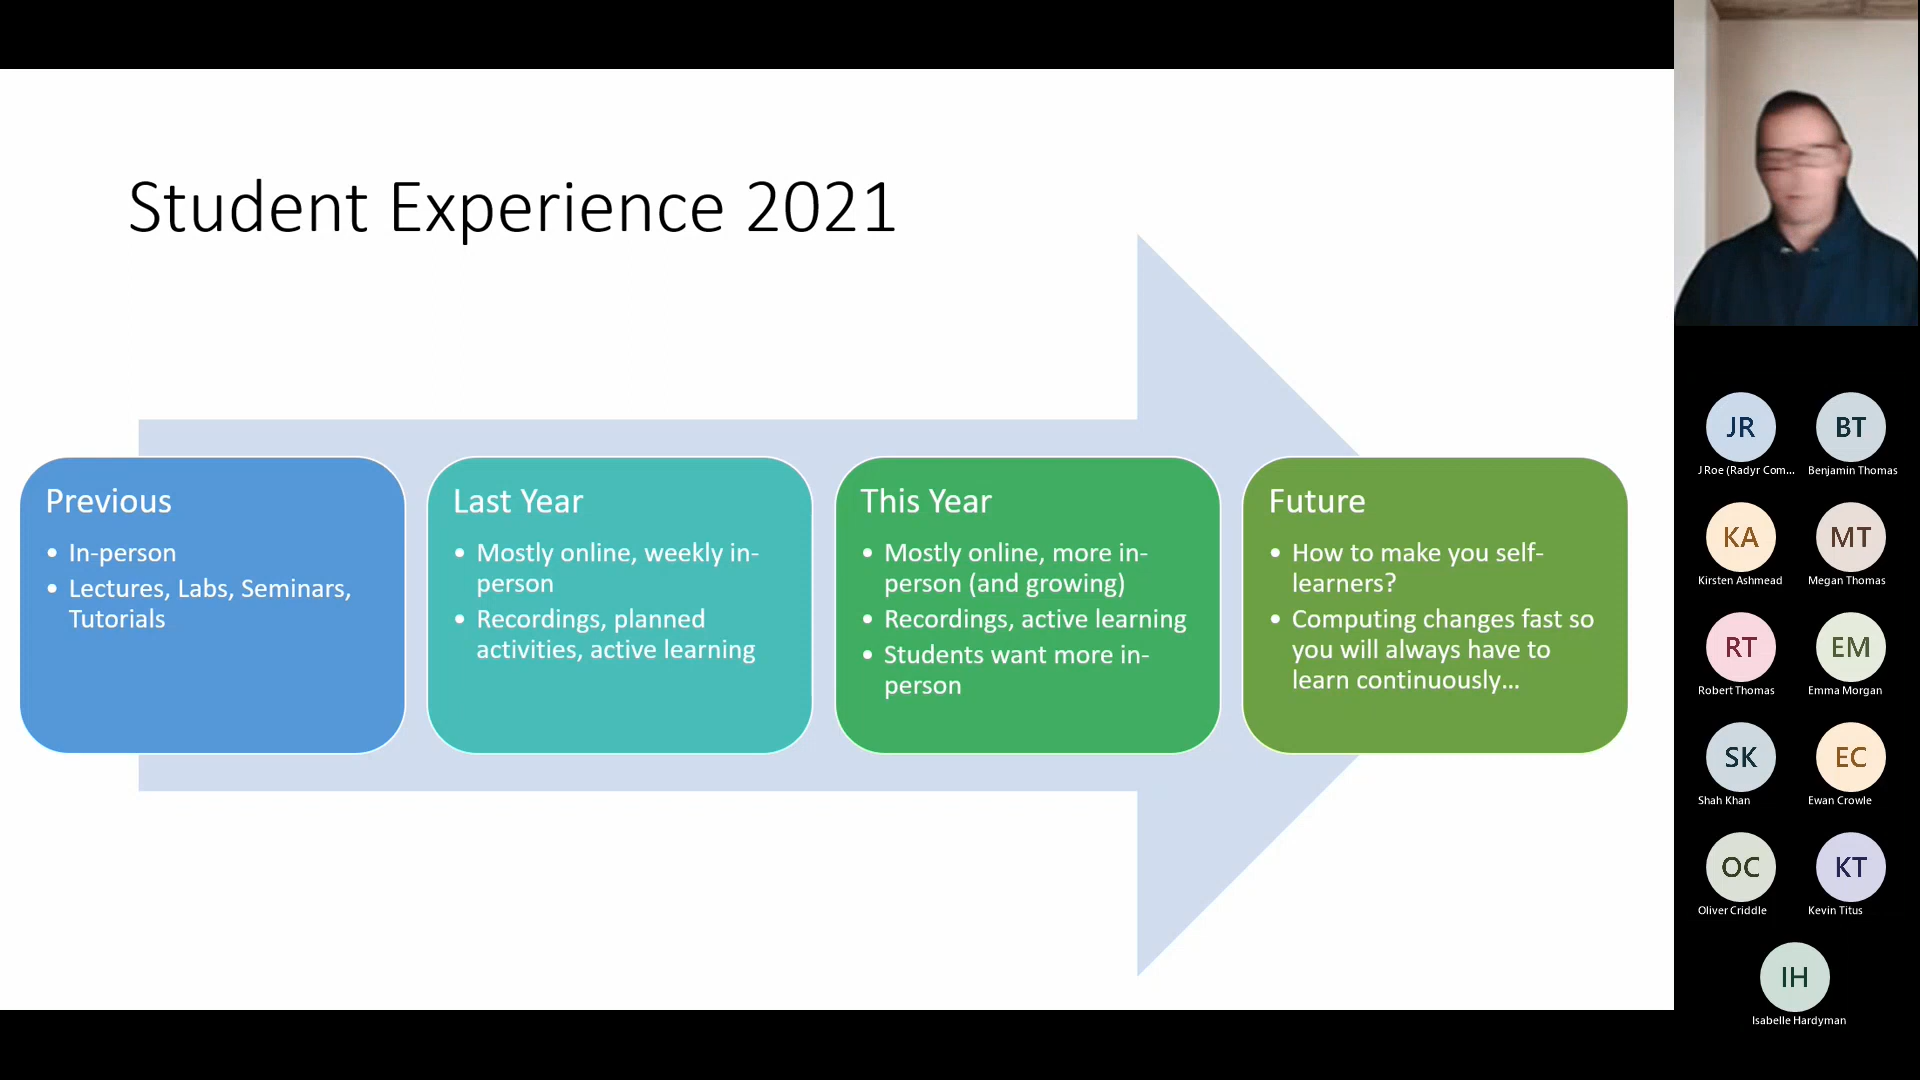 Student Experience 2021
Previous
• In-person
• Lectures, Labs, Seminars,
Tutorials
Last Year
• Mostly online, weekly in-
person
• Recordings, planned
activities, active learning
This Year
• Mostly online, more in-
person (and growing)
• Recordings, active learning
• Students want more in-
person
Future
• How to make you self-
learners?
• Computing changes fast so
you will always have to
learn continuously...
JR
J Roe (Radyr Com...
BT
Benjamin Thomas
KA
Kirsten Ashmead
MT
Megan Thomas
RT
Robert Thomas
EM
Emma Morgan
SK
Shah Khan
EC
Ewan Crowle
OC
Oliver Criddle
KT
Kevin Titus
IH
Isabelle Hardyman